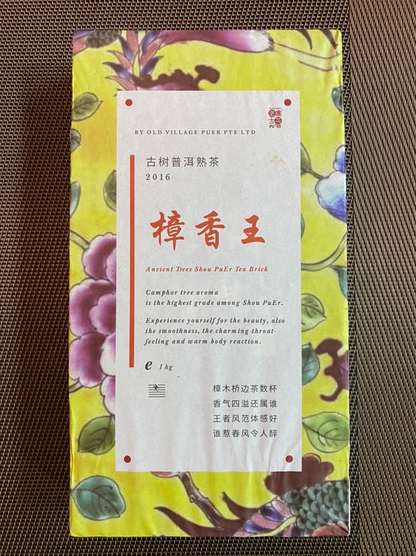 BY OLD VILLAGE PUER PTE LTD
古树普洱熟茶
2016
樟香王
Ancient Trees Shou PuEr Tea Brick
Camphor tree aroma
is the highest grade among Shou PuEr.
Experience yourself for the beauty, also
the smoothness, the charming throat-
feeling and warm body reaction.
e 1 kg
樟木桥边茶数杯
香气四溢还属谁
王者风范体感好
谁惹春风令人醉